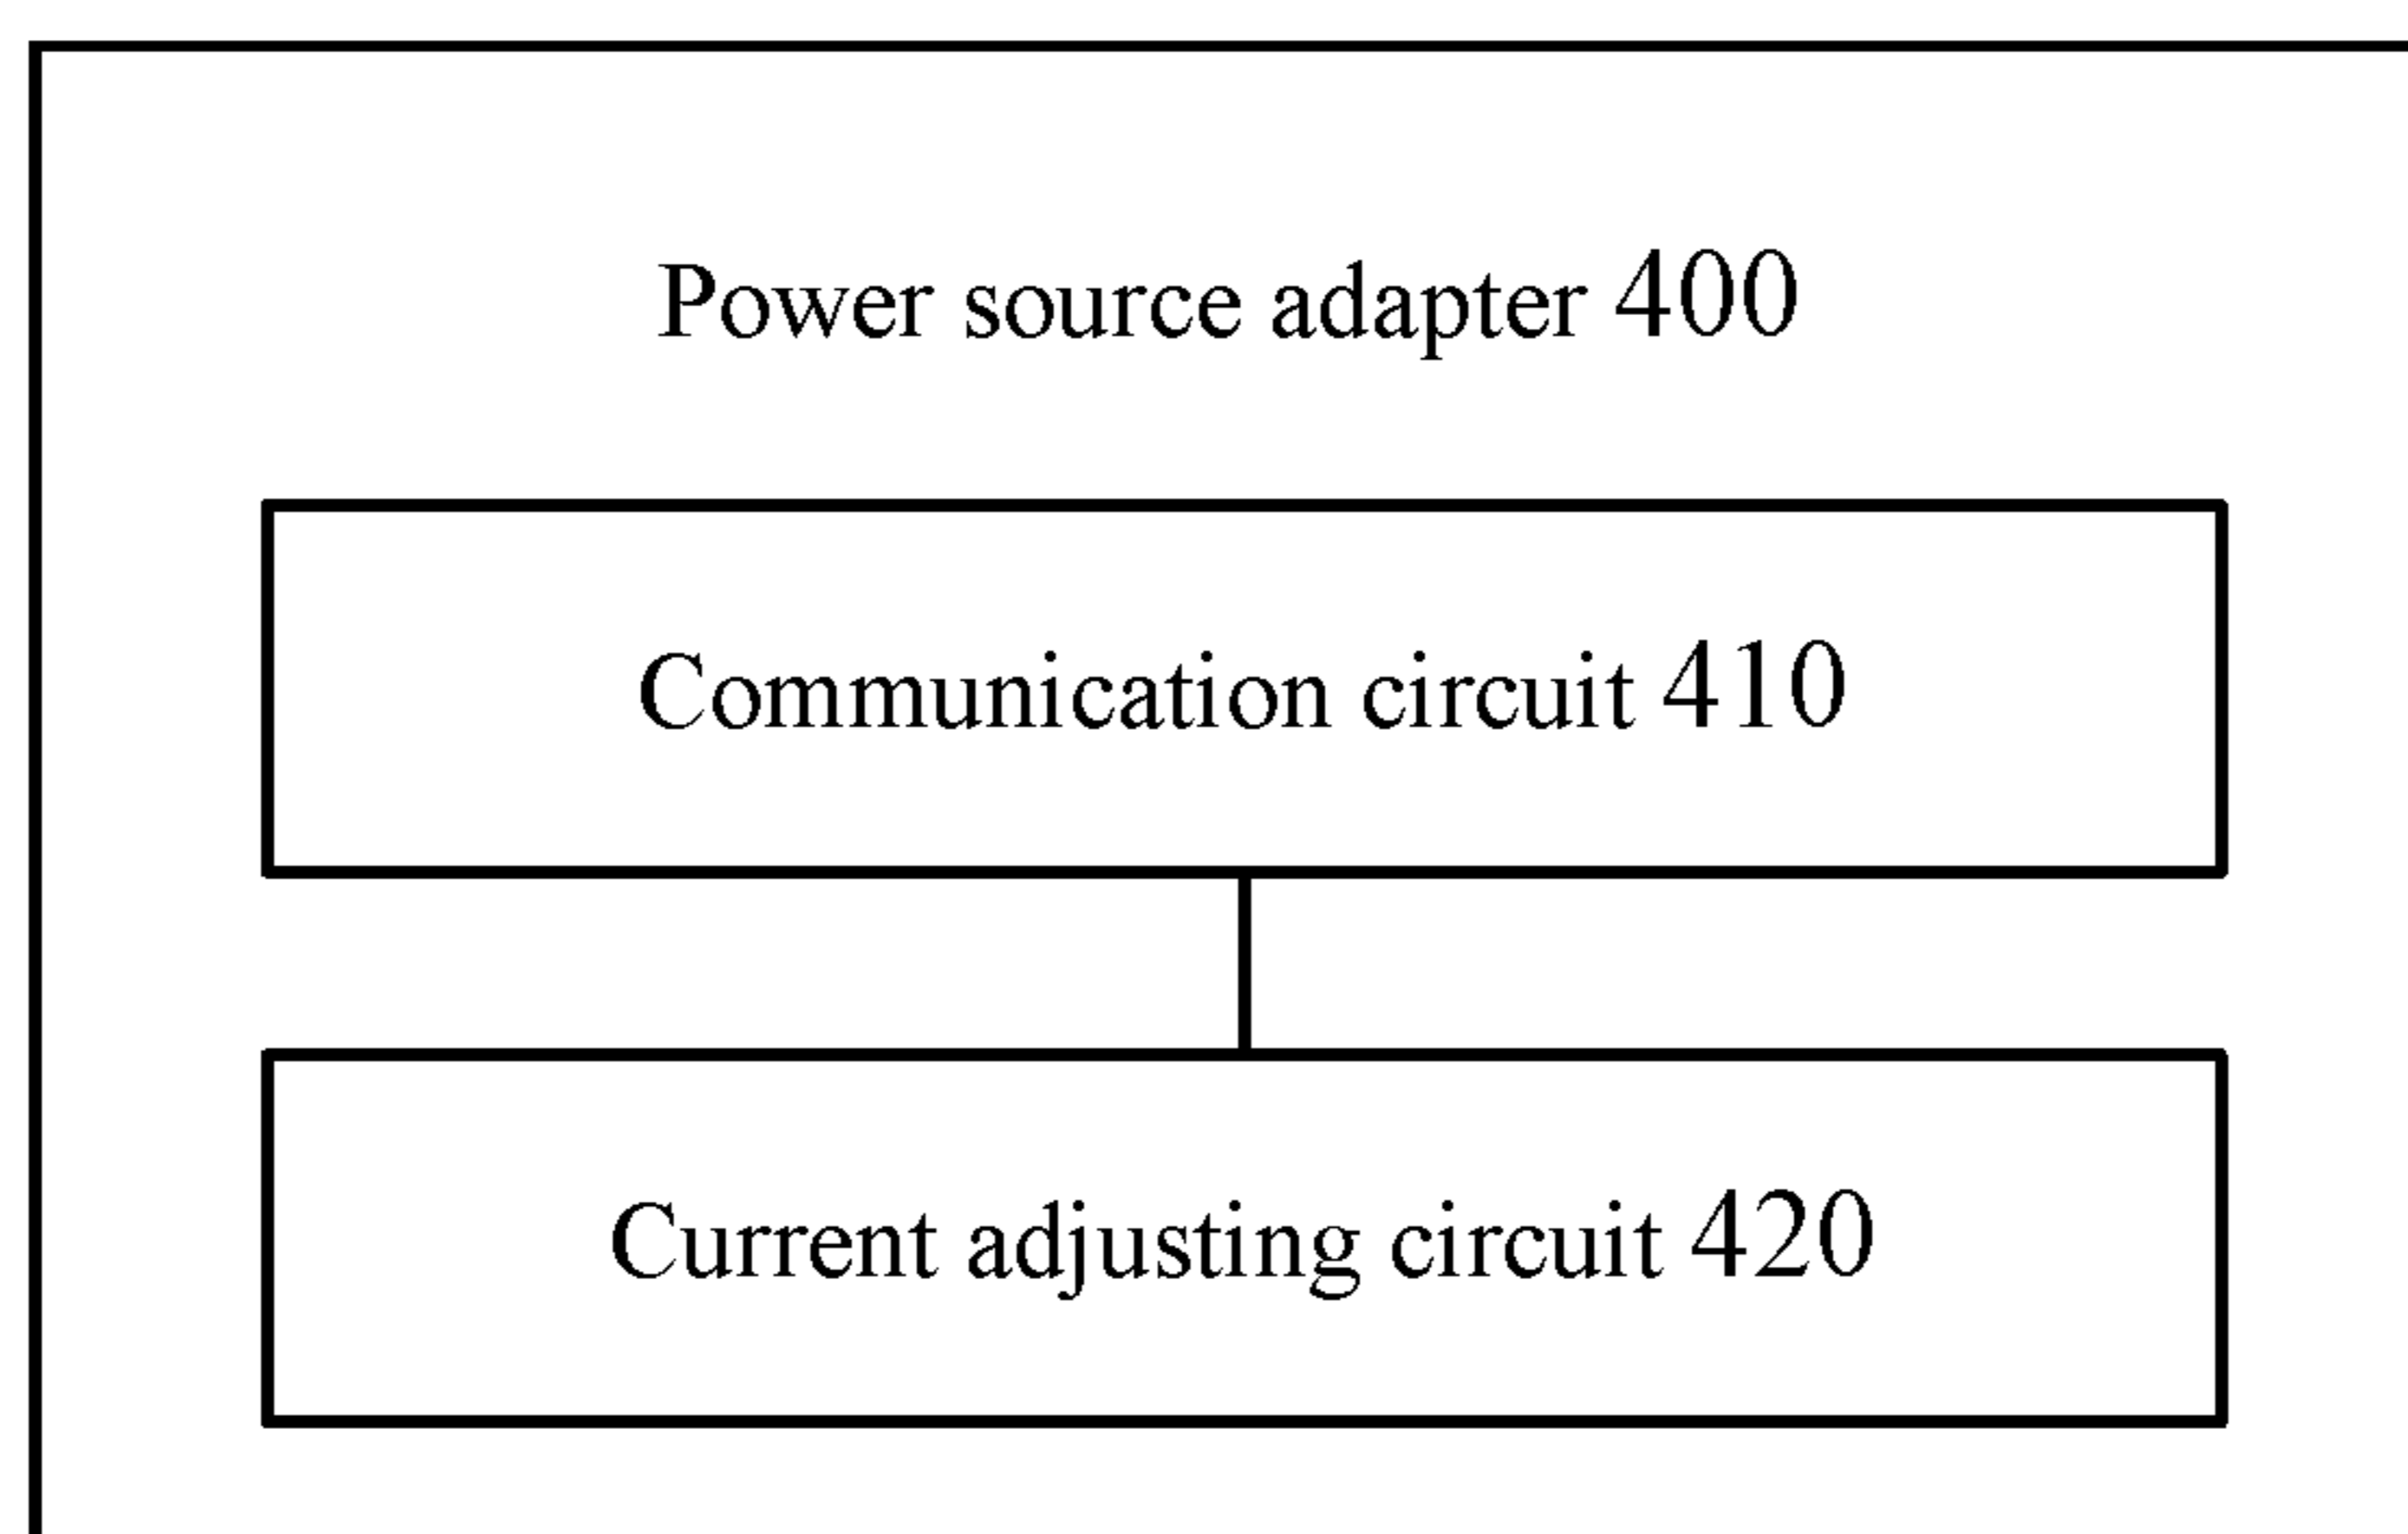 Power source adapter 400
Communication circuit 410
Current adjusting circuit 420